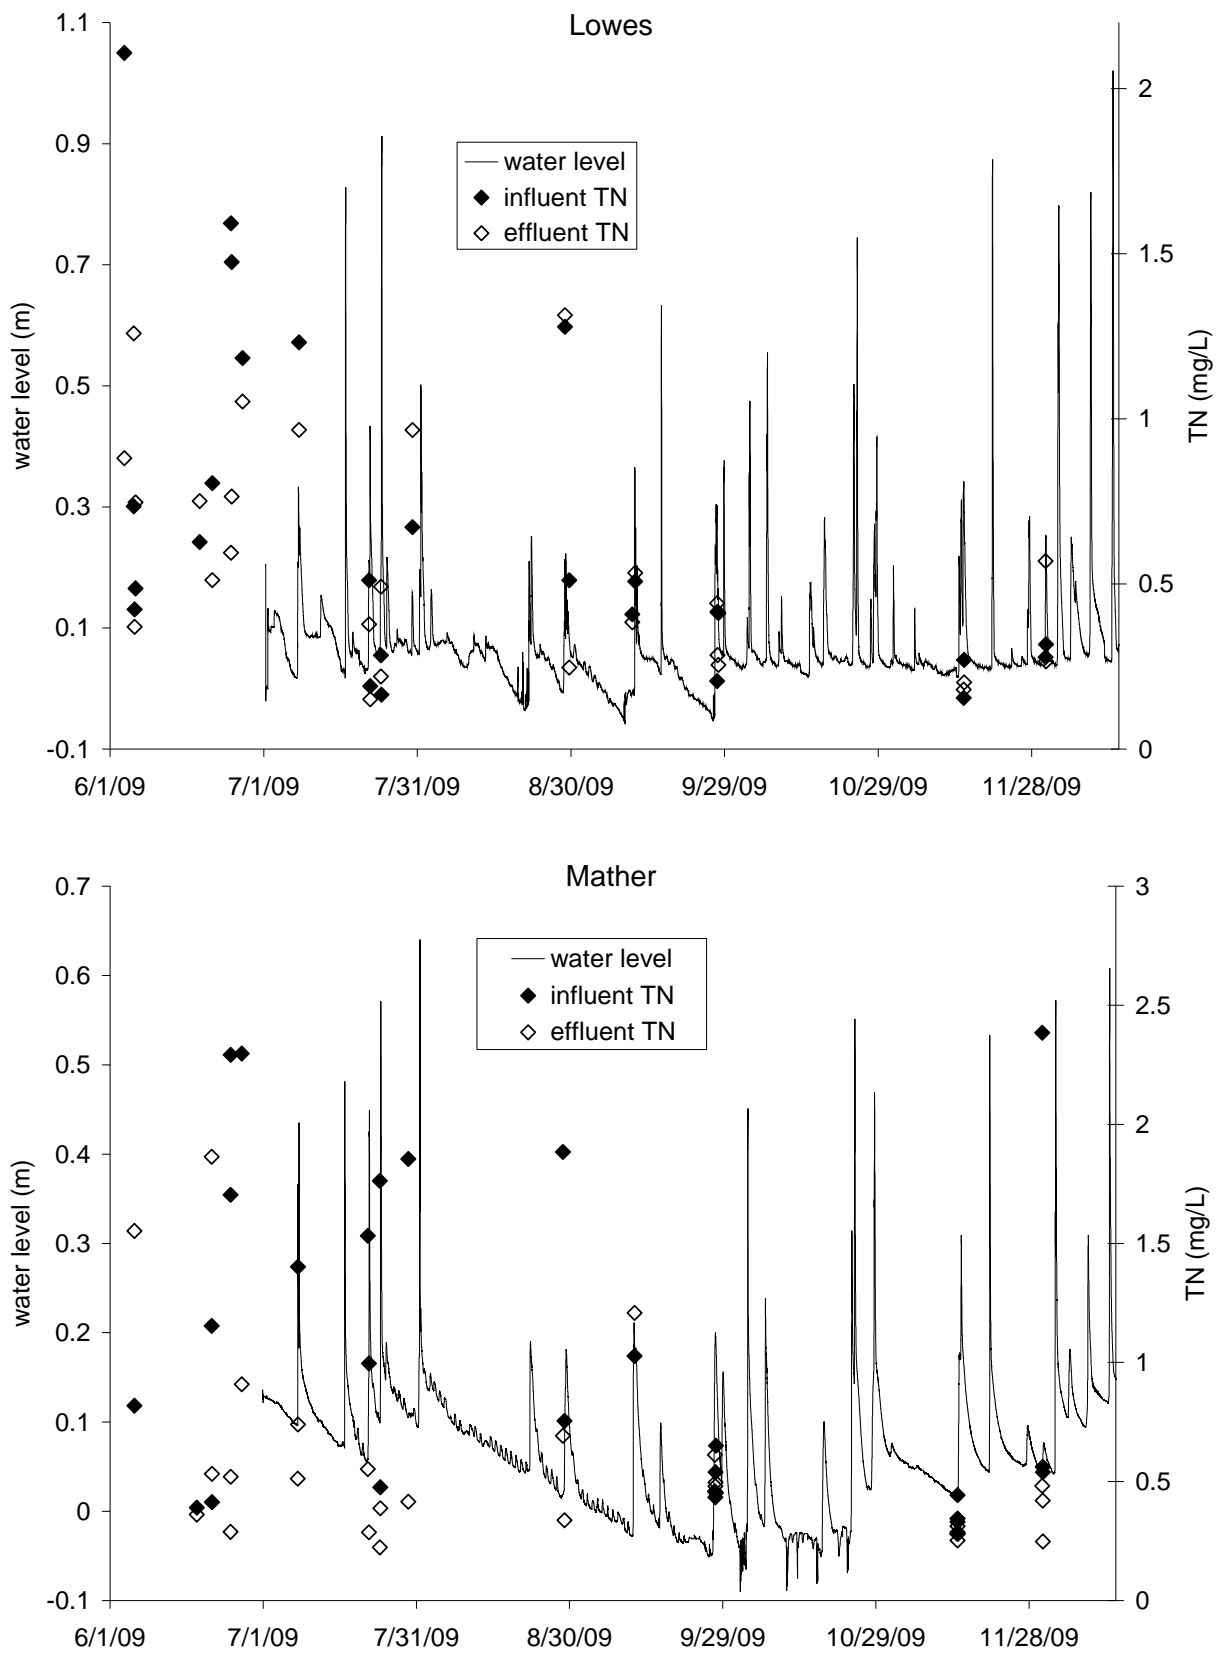 Lowes
1.1
0.9
0.7
0.5
0.3
0.1
-0.1
water level (m)
water level
influent TN
effluent TN
2
1.5
1
0.5
0
TN (mg/L)
6/1/09 7/1/09 7/31/09 8/30/09 9/29/09 10/29/09 11/28/09
Mather
0.7
0.6
0.5
0.4
0.3
0.2
0.1
0
-0.1
water level (m)
water level
influent TN
effluent TN
3
2.5
2
1.5
1
0.5
0
TN (mg/L)
6/1/09 7/1/09 7/31/09 8/30/09 9/29/09 10/29/09 11/28/09